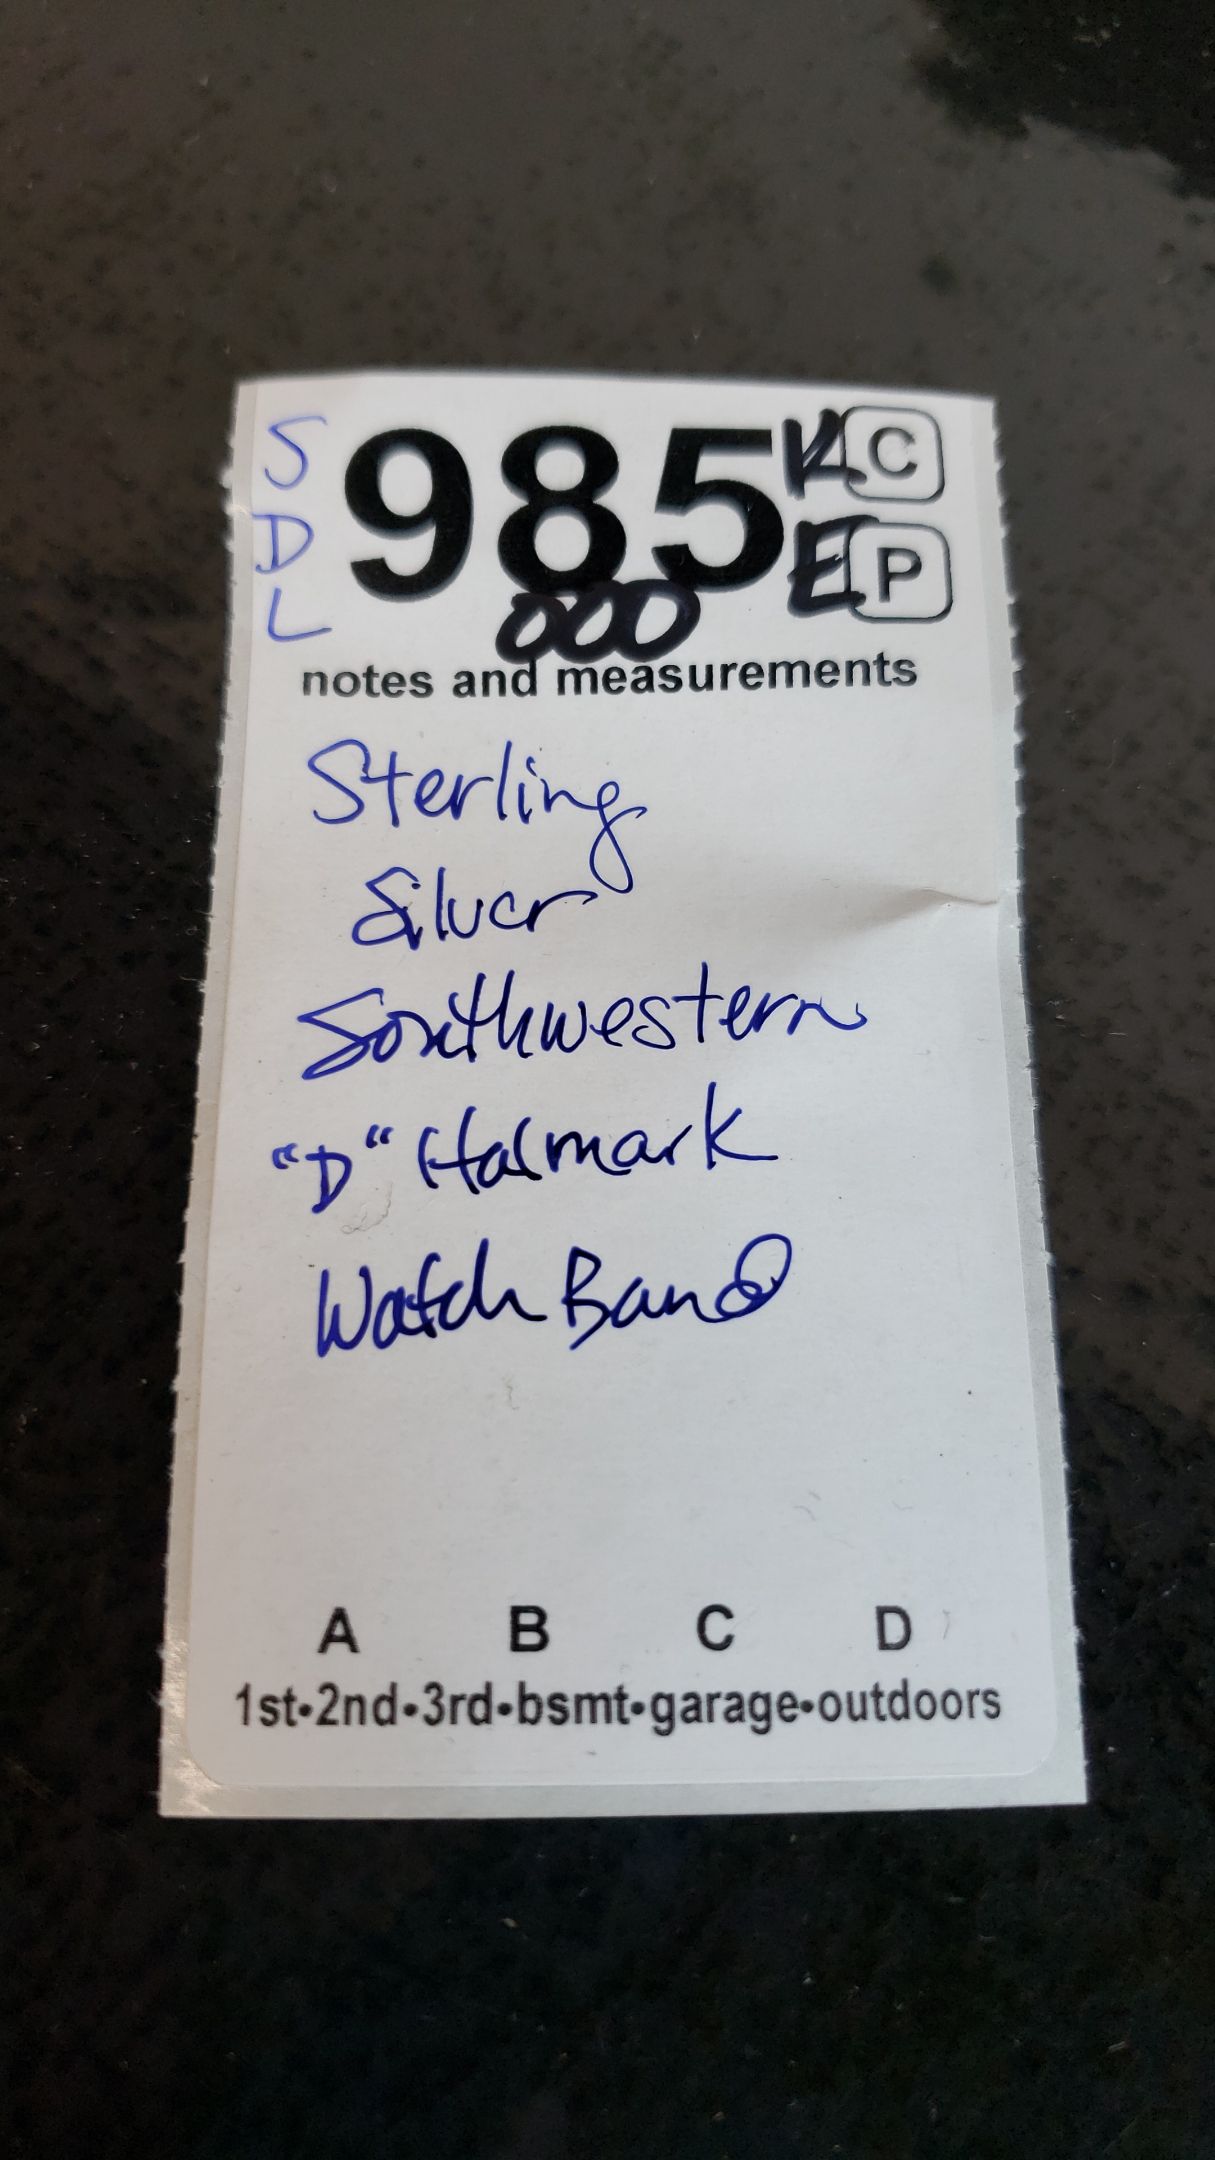 S
D
L
985
K C
E P
000
notes and measurements
Sterling
Silver
Southwestern
"D" Halmark
Watch Band
A B C D
1st•2nd•3rd•bsmt•garage•outdoors